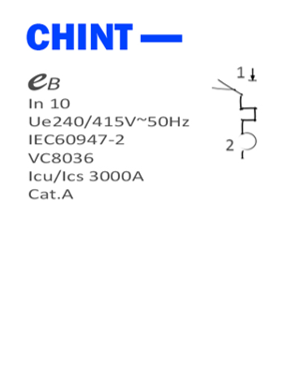 CHINT
eB
In 10
Ue240/415V~50Hz
IEC60947-2
VC8036
Icu/Ics 3000A
Cat.A
1
2